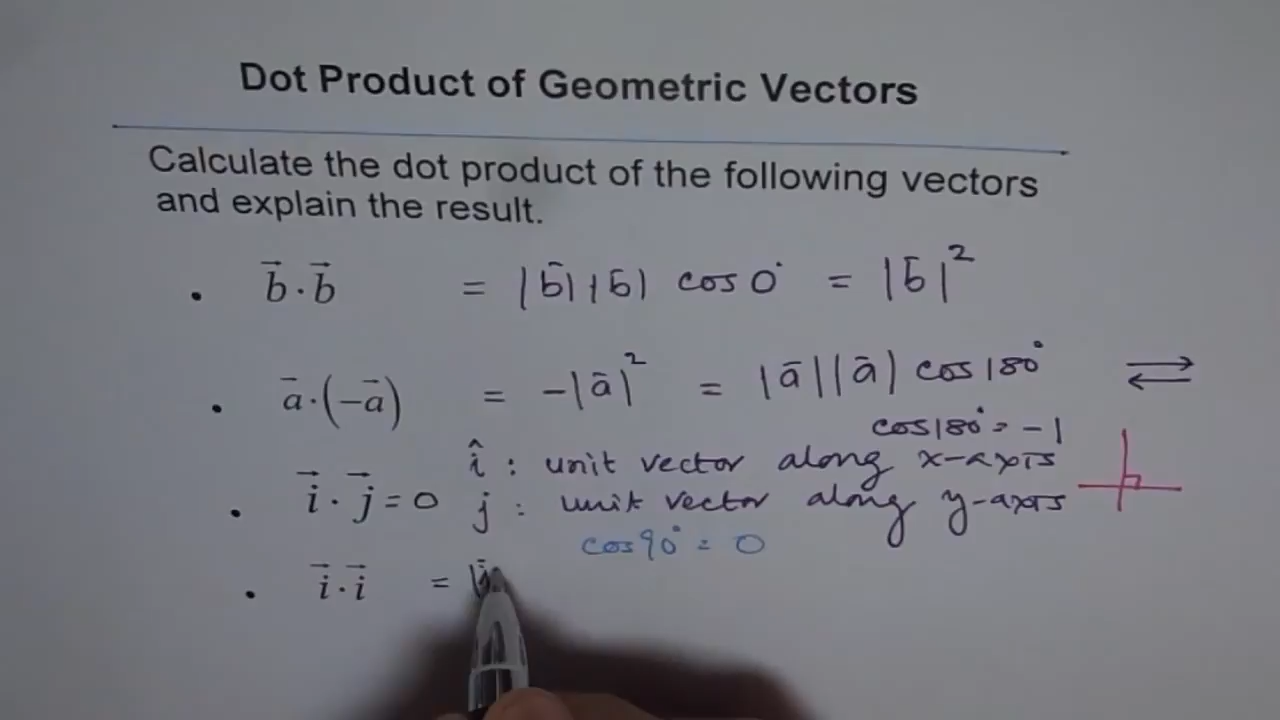 Dot Product of Geometric Vectors
Calculate the dot product of the following vectors
and explain the result.
• b⃗ · b⃗ = |b̄| |b̄| cos 0° = |b̄|²
• ā · (−ā) = −|ā|² = |ā| |ā| cos 180° ⇄
cos 180° = −1
î : unit vector along x-axis
• i⃗ · j⃗ = 0 ĵ : unit vector along y-axis
cos 90° = 0
• i⃗ · i⃗ =